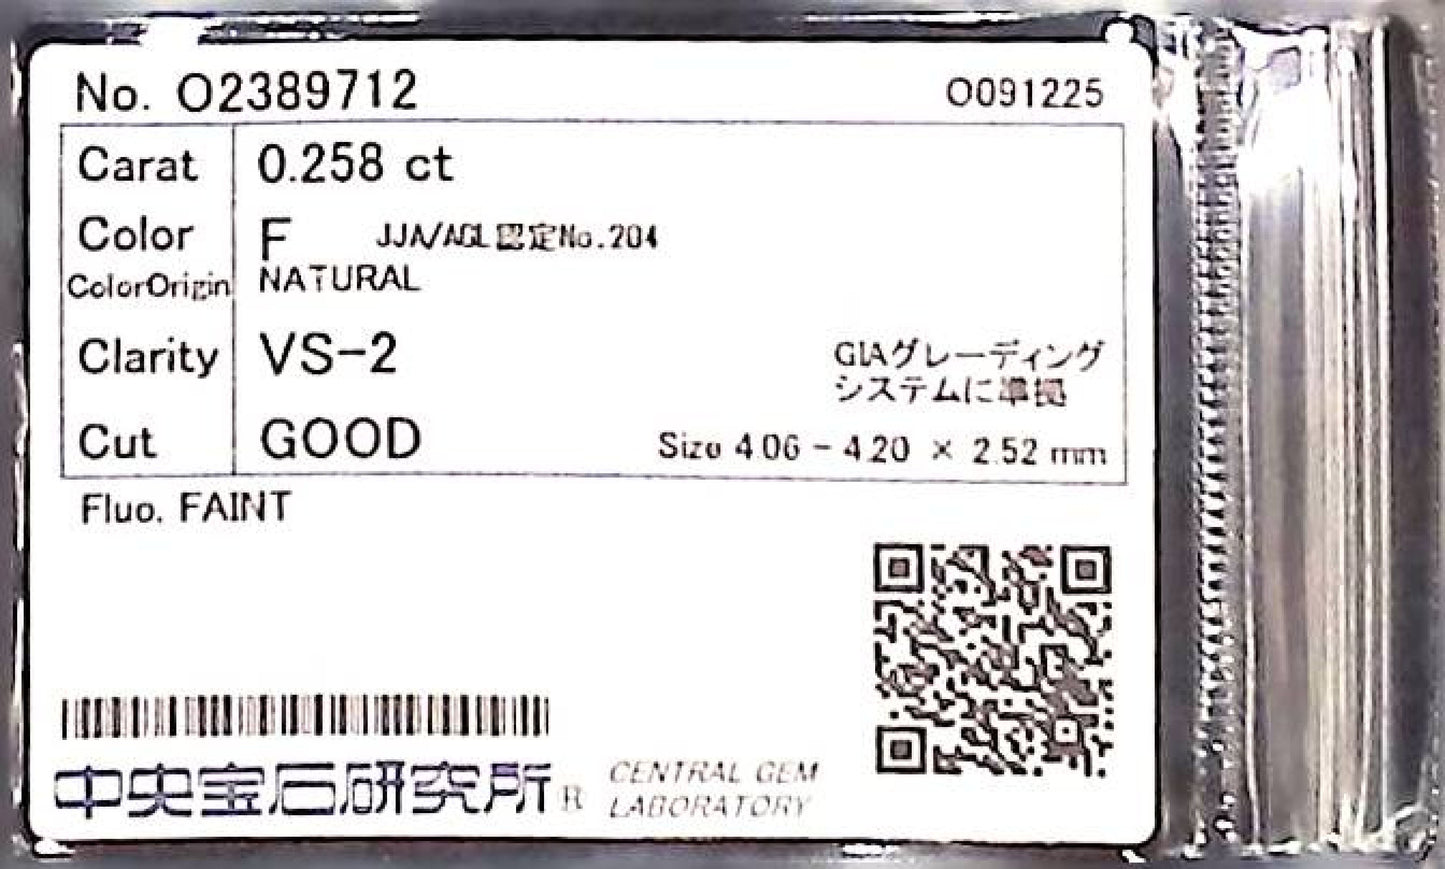 No. O2389712
O091225
Carat 0.258 ct
Color F JJA/AGL認定No.204
ColorOrigin NATURAL
Clarity VS-2
GIAグレーディング
システムに準拠
Cut GOOD
Size 4.06 - 4.20 × 2.52 mm
Fluo. FAINT
中央宝石研究所®
CENTRAL GEM
LABORATORY